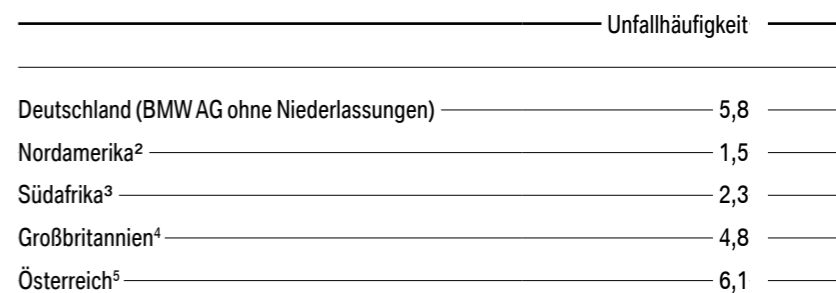 Unfallhäufigkeit
Deutschland (BMW AG ohne Niederlassungen) 5,8
Nordamerika² 1,5
Südafrika³ 2,3
Großbritannien⁴ 4,8
Österreich⁵ 6,1